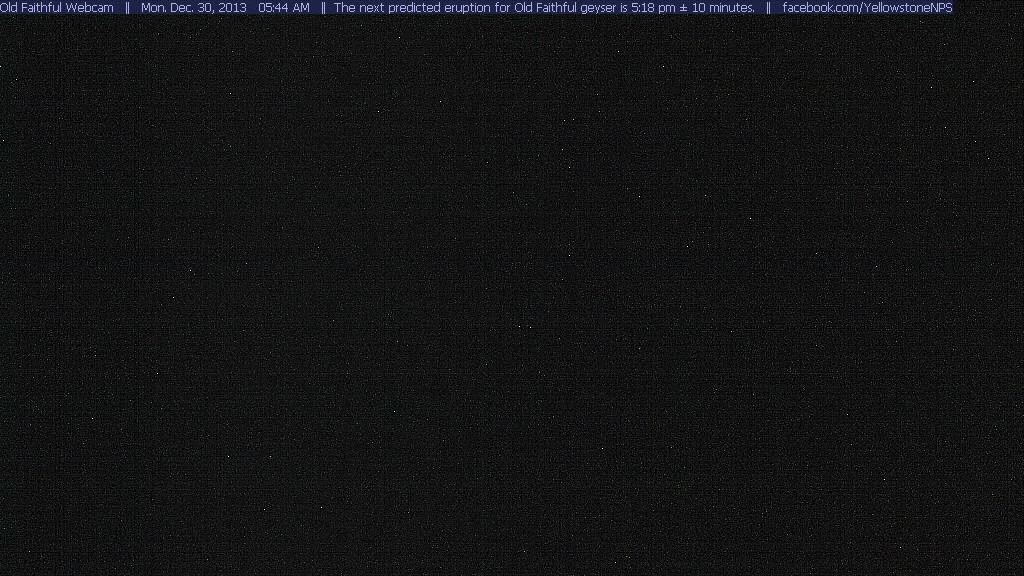 Old Faithful Webcam || Mon. Dec. 30, 2013 05:44 AM || The next predicted eruption for Old Faithful geyser is 5:18 pm ± 10 minutes. || facebook.com/YellowstoneNPS